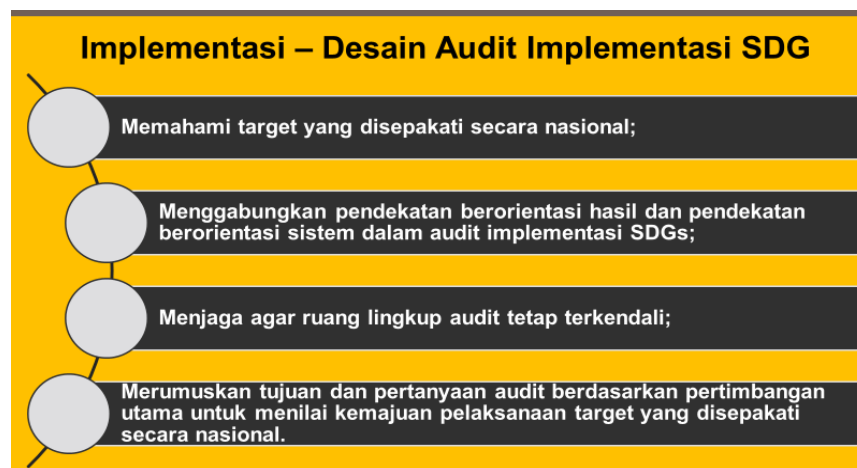 Implementasi – Desain Audit Implementasi SDG
Memahami target yang disepakati secara nasional;
Menggabungkan pendekatan berorientasi hasil dan pendekatan
berorientasi sistem dalam audit implementasi SDGs;
Menjaga agar ruang lingkup audit tetap terkendali;
Merumuskan tujuan dan pertanyaan audit berdasarkan pertimbangan
utama untuk menilai kemajuan pelaksanaan target yang disepakati
secara nasional.